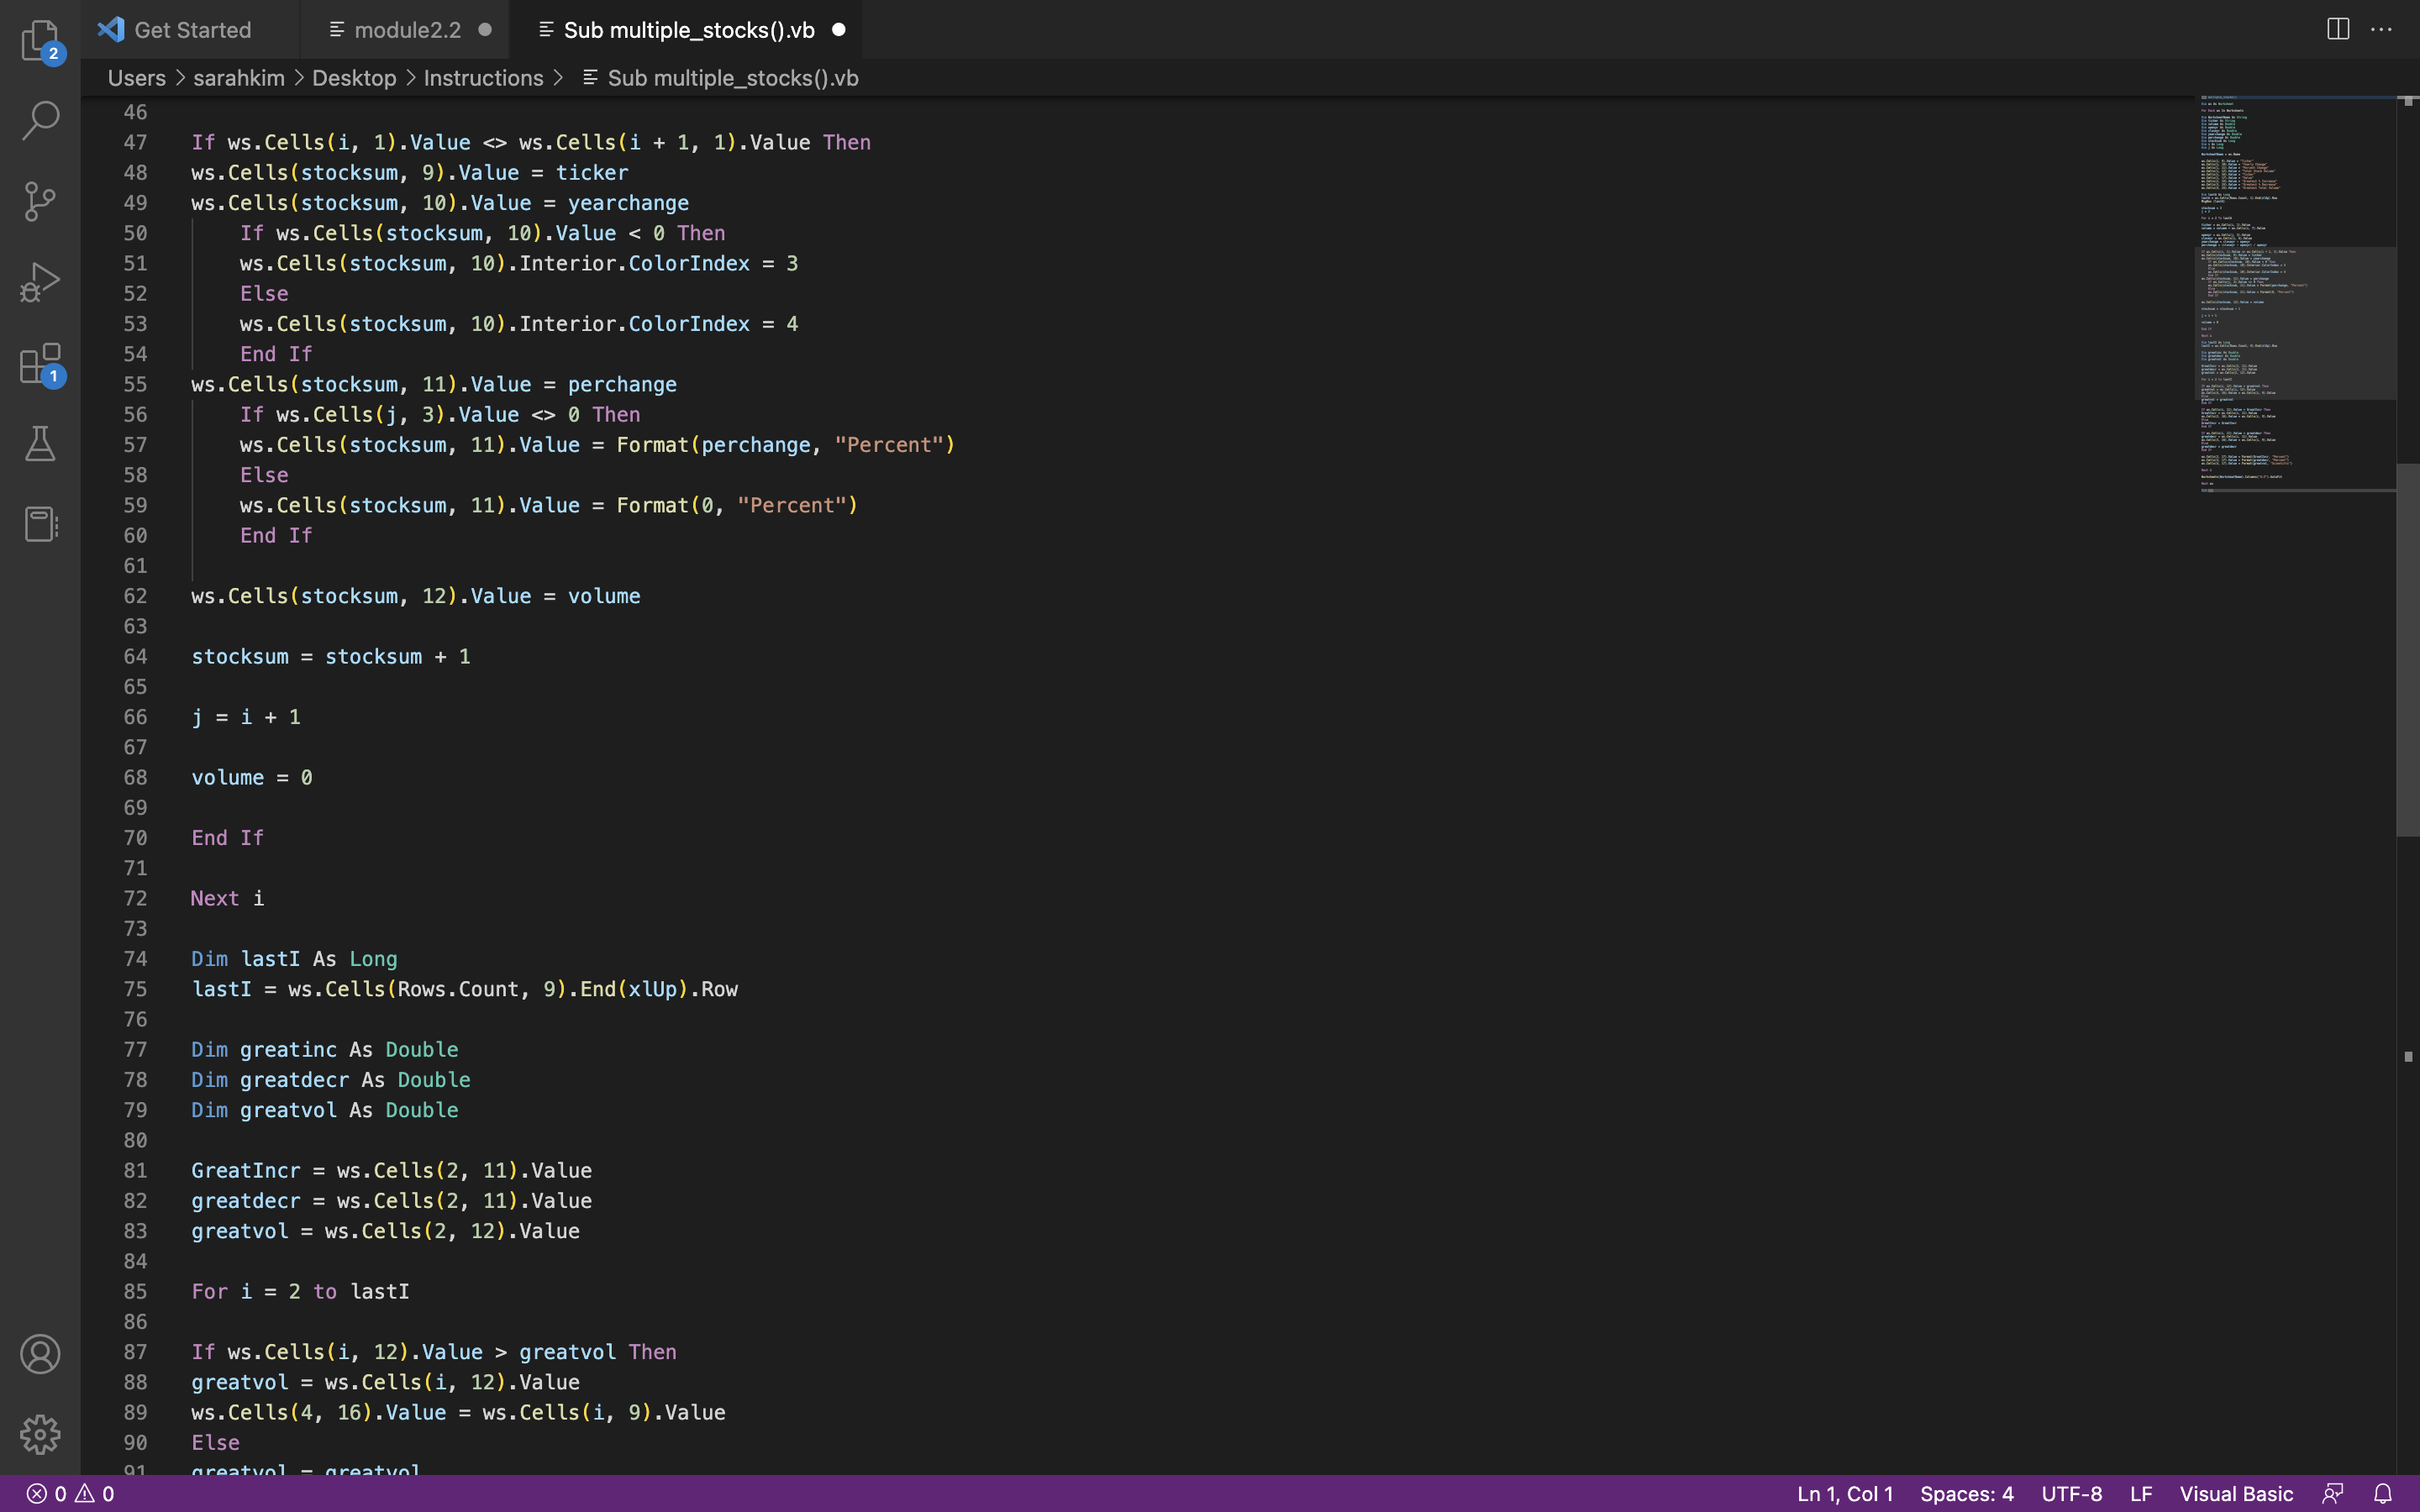 Get Started
module2.2
Sub multiple_stocks().vb
Users > sarahkim > Desktop > Instructions > Sub multiple_stocks().vb
46
47 If ws.Cells(i, 1).Value <> ws.Cells(i + 1, 1).Value Then
48 ws.Cells(stocksum, 9).Value = ticker
49 ws.Cells(stocksum, 10).Value = yearchange
50     If ws.Cells(stocksum, 10).Value < 0 Then
51     ws.Cells(stocksum, 10).Interior.ColorIndex = 3
52     Else
53     ws.Cells(stocksum, 10).Interior.ColorIndex = 4
54     End If
55 ws.Cells(stocksum, 11).Value = perchange
56     If ws.Cells(j, 3).Value <> 0 Then
57     ws.Cells(stocksum, 11).Value = Format(perchange, "Percent")
58     Else
59     ws.Cells(stocksum, 11).Value = Format(0, "Percent")
60     End If
61
62 ws.Cells(stocksum, 12).Value = volume
63
64 stocksum = stocksum + 1
65
66 j = i + 1
67
68 volume = 0
69
70 End If
71
72 Next i
73
74 Dim lastI As Long
75 lastI = ws.Cells(Rows.Count, 9).End(xlUp).Row
76
77 Dim greatinc As Double
78 Dim greatdecr As Double
79 Dim greatvol As Double
80
81 GreatIncr = ws.Cells(2, 11).Value
82 greatdecr = ws.Cells(2, 11).Value
83 greatvol = ws.Cells(2, 12).Value
84
85 For i = 2 to lastI
86
87 If ws.Cells(i, 12).Value > greatvol Then
88 greatvol = ws.Cells(i, 12).Value
89 ws.Cells(4, 16).Value = ws.Cells(i, 9).Value
90 Else
91 greatvol = greatvol
2
1
0 0
Ln 1, Col 1 Spaces: 4 UTF-8 LF Visual Basic